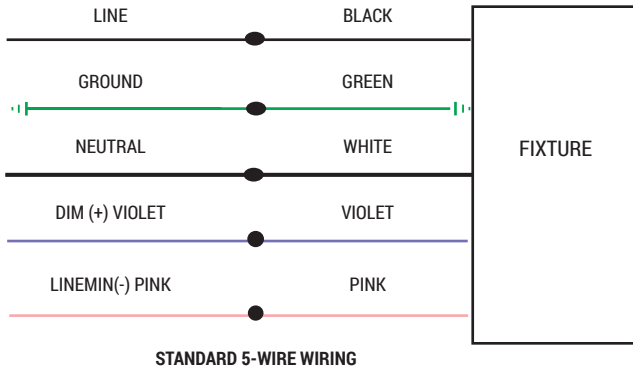 LINE BLACK
GROUND GREEN
NEUTRAL WHITE
FIXTURE
DIM (+) VIOLET VIOLET
LINEMIN(-) PINK PINK
STANDARD 5-WIRE WIRING